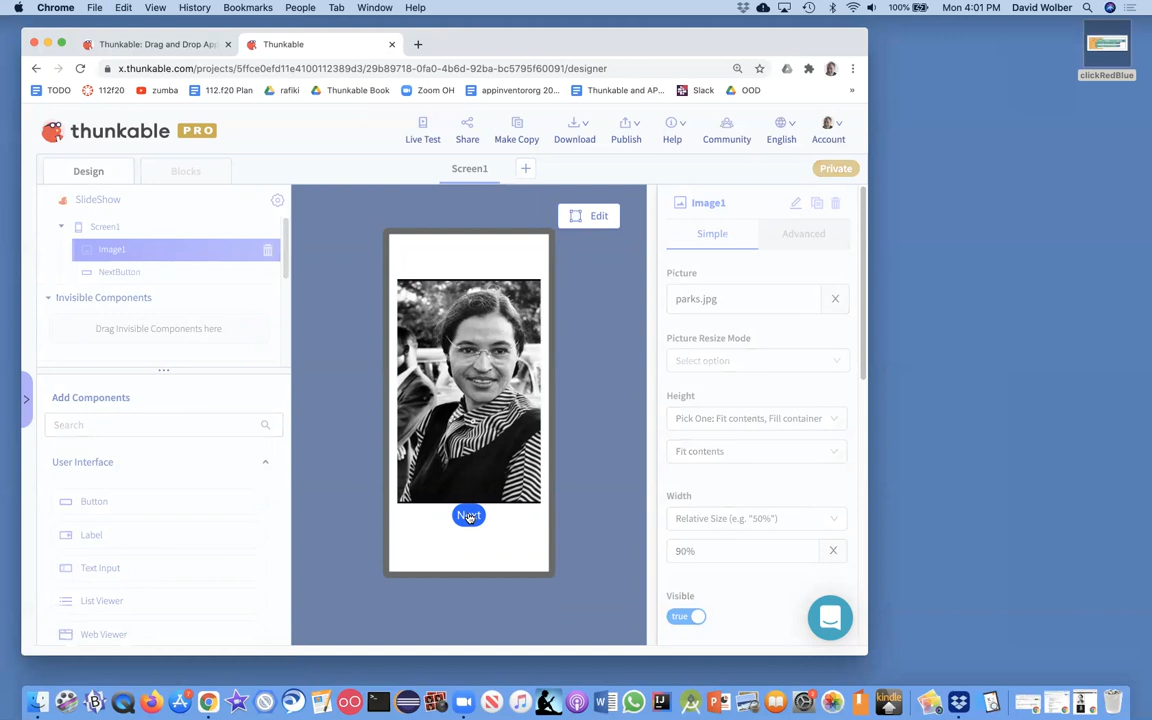 Chrome File Edit View History Bookmarks People Tab Window Help 100% Mon 4:01 PM David Wolber
Thunkable: Drag and Drop App
Thunkable
x.thunkable.com/projects/5ffce0efd11e4100112389d3/29b89718-0fa0-4b6d-92ba-bc5795f60091/designer
TODO 112f20 zumba 112.f20 Plan rafiki Thunkable Book Zoom OH appinventorg 20... Thunkable and AP... Slack OOD »
clickRedBlue
thunkable PRO
Live Test Share Make Copy Download Publish Help Community English Account
Design Blocks Screen1 + Private
SlideShow
Screen1
Image1
NextButton
Invisible Components
Drag Invisible Components here
Add Components
Search
User Interface
Button
Label
Text Input
List Viewer
Web Viewer
Edit
Next
Image1
Simple Advanced
Picture
parks.jpg X
Picture Resize Mode
Select option
Height
Pick One: Fit contents, Fill container
Fit contents
Width
Relative Size (e.g. "50%")
90% X
Visible
true
kindle